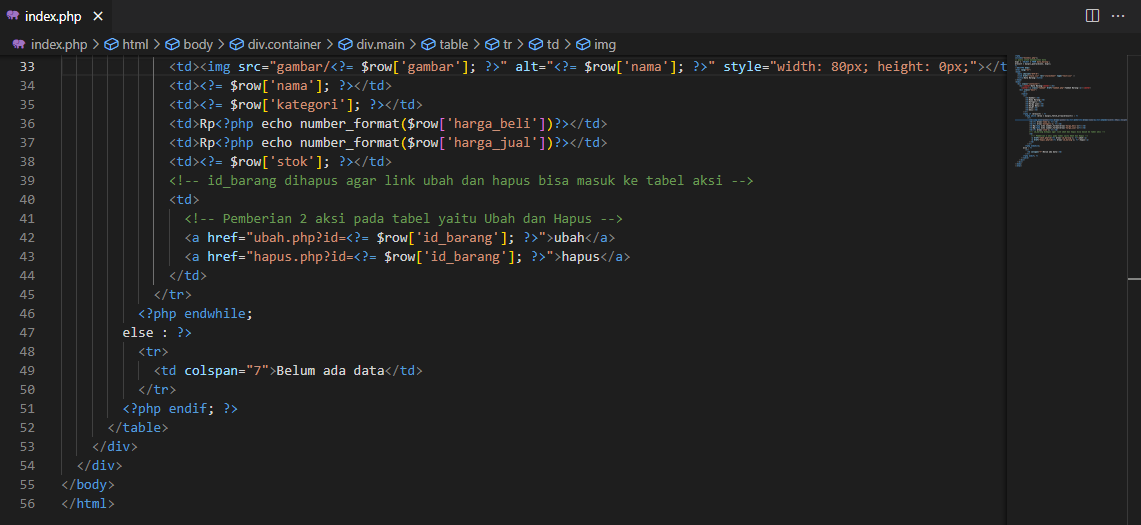 index.php
index.php > html > body > div.container > div.main > table > tr > td > img
33 <td><img src="gambar/<?= $row['gambar']; ?>" alt="<?= $row['nama']; ?>" style="width: 80px; height: 0px;"></t
34 <td><?= $row['nama']; ?></td>
35 <td><?= $row['kategori']; ?></td>
36 <td>Rp<?php echo number_format($row['harga_beli'])?></td>
37 <td>Rp<?php echo number_format($row['harga_jual'])?></td>
38 <td><?= $row['stok']; ?></td>
39 <!-- id_barang dihapus agar link ubah dan hapus bisa masuk ke tabel aksi -->
40 <td>
41 <!-- Pemberian 2 aksi pada tabel yaitu Ubah dan Hapus -->
42 <a href="ubah.php?id=<?= $row['id_barang']; ?>">ubah</a>
43 <a href="hapus.php?id=<?= $row['id_barang']; ?>">hapus</a>
44 </td>
45 </tr>
46 <?php endwhile;
47 else : ?>
48 <tr>
49 <td colspan="7">Belum ada data</td>
50 </tr>
51 <?php endif; ?>
52 </table>
53 </div>
54 </div>
55 </body>
56 </html>